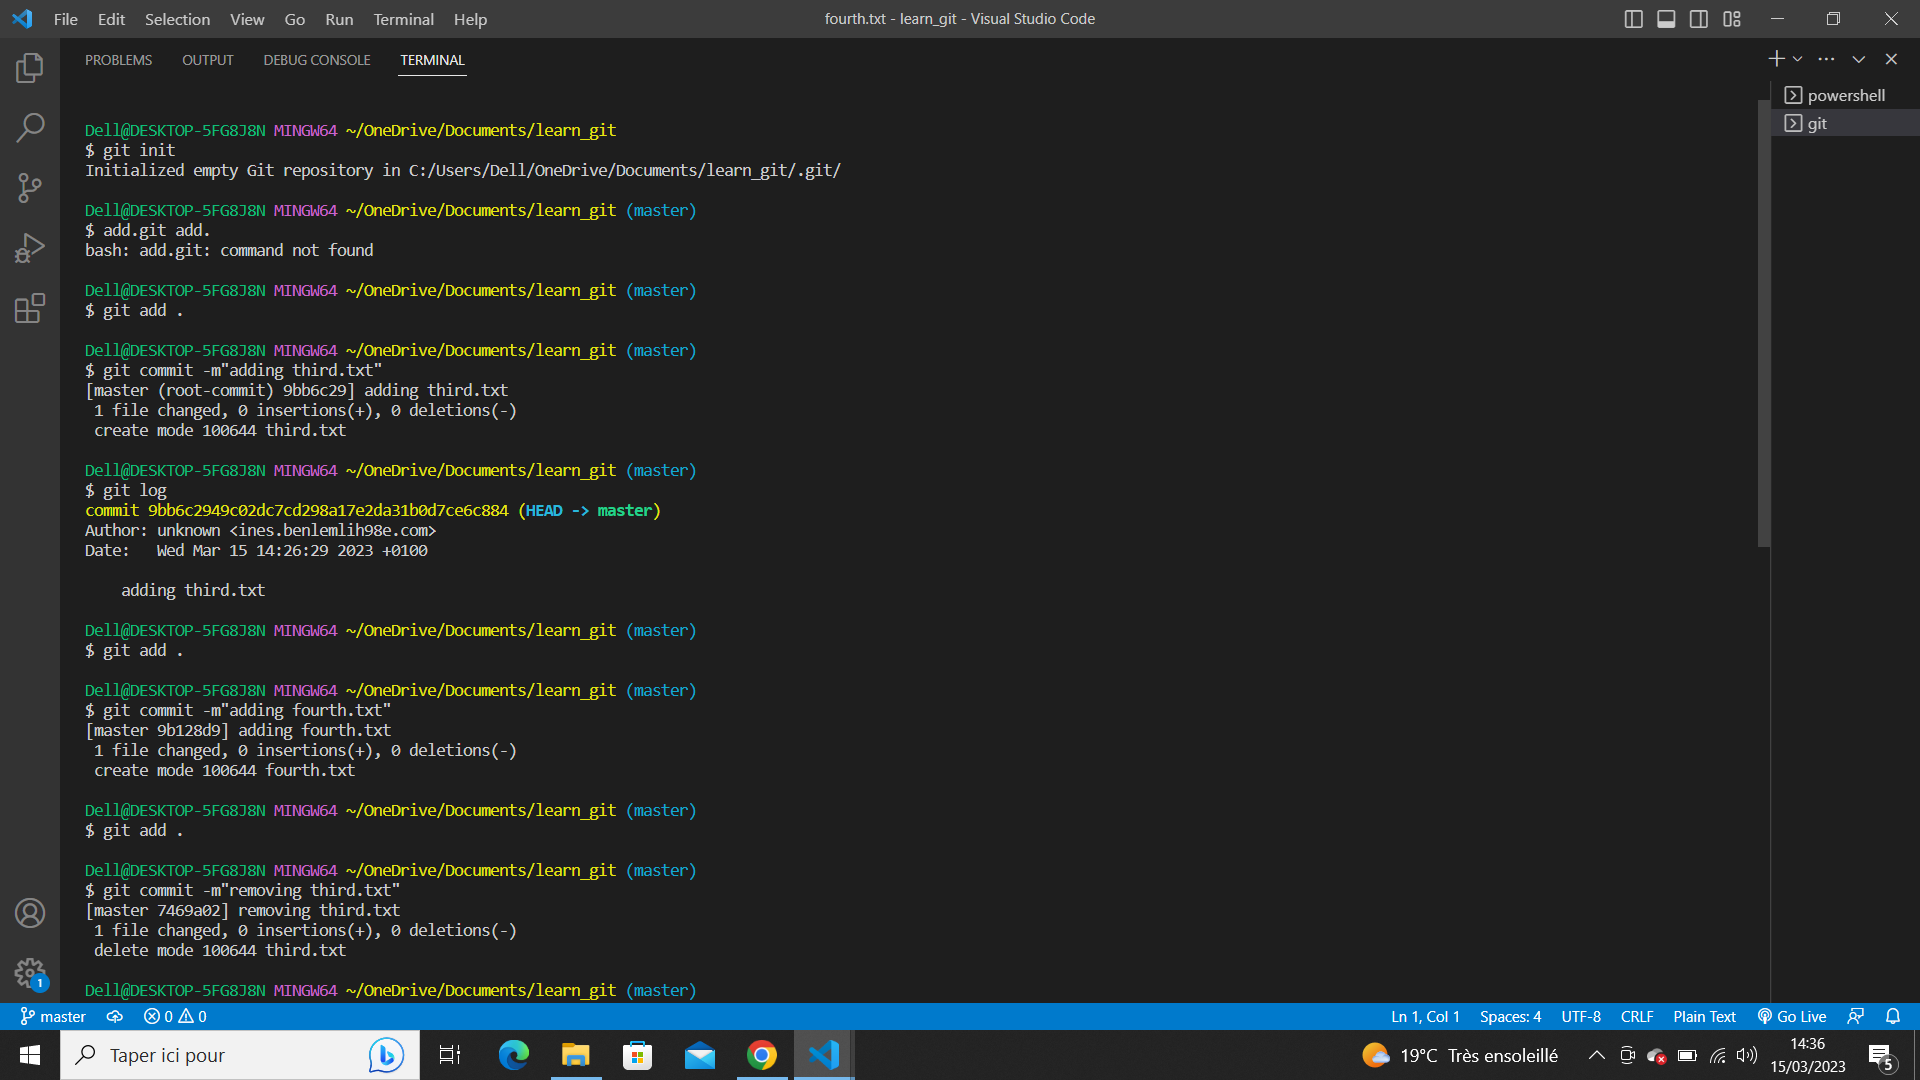 File Edit Selection View Go Run Terminal Help
fourth.txt - learn_git - Visual Studio Code
PROBLEMS OUTPUT DEBUG CONSOLE TERMINAL
powershell
git
Dell@DESKTOP-5FG8J8N MINGW64 ~/OneDrive/Documents/learn_git
$ git init
Initialized empty Git repository in C:/Users/Dell/OneDrive/Documents/learn_git/.git/
Dell@DESKTOP-5FG8J8N MINGW64 ~/OneDrive/Documents/learn_git (master)
$ add.git add.
bash: add.git: command not found
Dell@DESKTOP-5FG8J8N MINGW64 ~/OneDrive/Documents/learn_git (master)
$ git add .
Dell@DESKTOP-5FG8J8N MINGW64 ~/OneDrive/Documents/learn_git (master)
$ git commit -m"adding third.txt"
[master (root-commit) 9bb6c29] adding third.txt
1 file changed, 0 insertions(+), 0 deletions(-)
create mode 100644 third.txt
Dell@DESKTOP-5FG8J8N MINGW64 ~/OneDrive/Documents/learn_git (master)
$ git log
commit 9bb6c2949c02dc7cd298a17e2da31b0d7ce6c884 (HEAD -> master)
Author: unknown <ines.benlemlih98e.com>
Date:   Wed Mar 15 14:26:29 2023 +0100
adding third.txt
Dell@DESKTOP-5FG8J8N MINGW64 ~/OneDrive/Documents/learn_git (master)
$ git add .
Dell@DESKTOP-5FG8J8N MINGW64 ~/OneDrive/Documents/learn_git (master)
$ git commit -m"adding fourth.txt"
[master 9b128d9] adding fourth.txt
1 file changed, 0 insertions(+), 0 deletions(-)
create mode 100644 fourth.txt
Dell@DESKTOP-5FG8J8N MINGW64 ~/OneDrive/Documents/learn_git (master)
$ git add .
Dell@DESKTOP-5FG8J8N MINGW64 ~/OneDrive/Documents/learn_git (master)
$ git commit -m"removing third.txt"
[master 7469a02] removing third.txt
1 file changed, 0 insertions(+), 0 deletions(-)
delete mode 100644 third.txt
Dell@DESKTOP-5FG8J8N MINGW64 ~/OneDrive/Documents/learn_git (master)
1
master 0 0 Ln 1, Col 1 Spaces: 4 UTF-8 CRLF Plain Text Go Live
Taper ici pour
19°C Très ensoleillé
14:36
15/03/2023
5